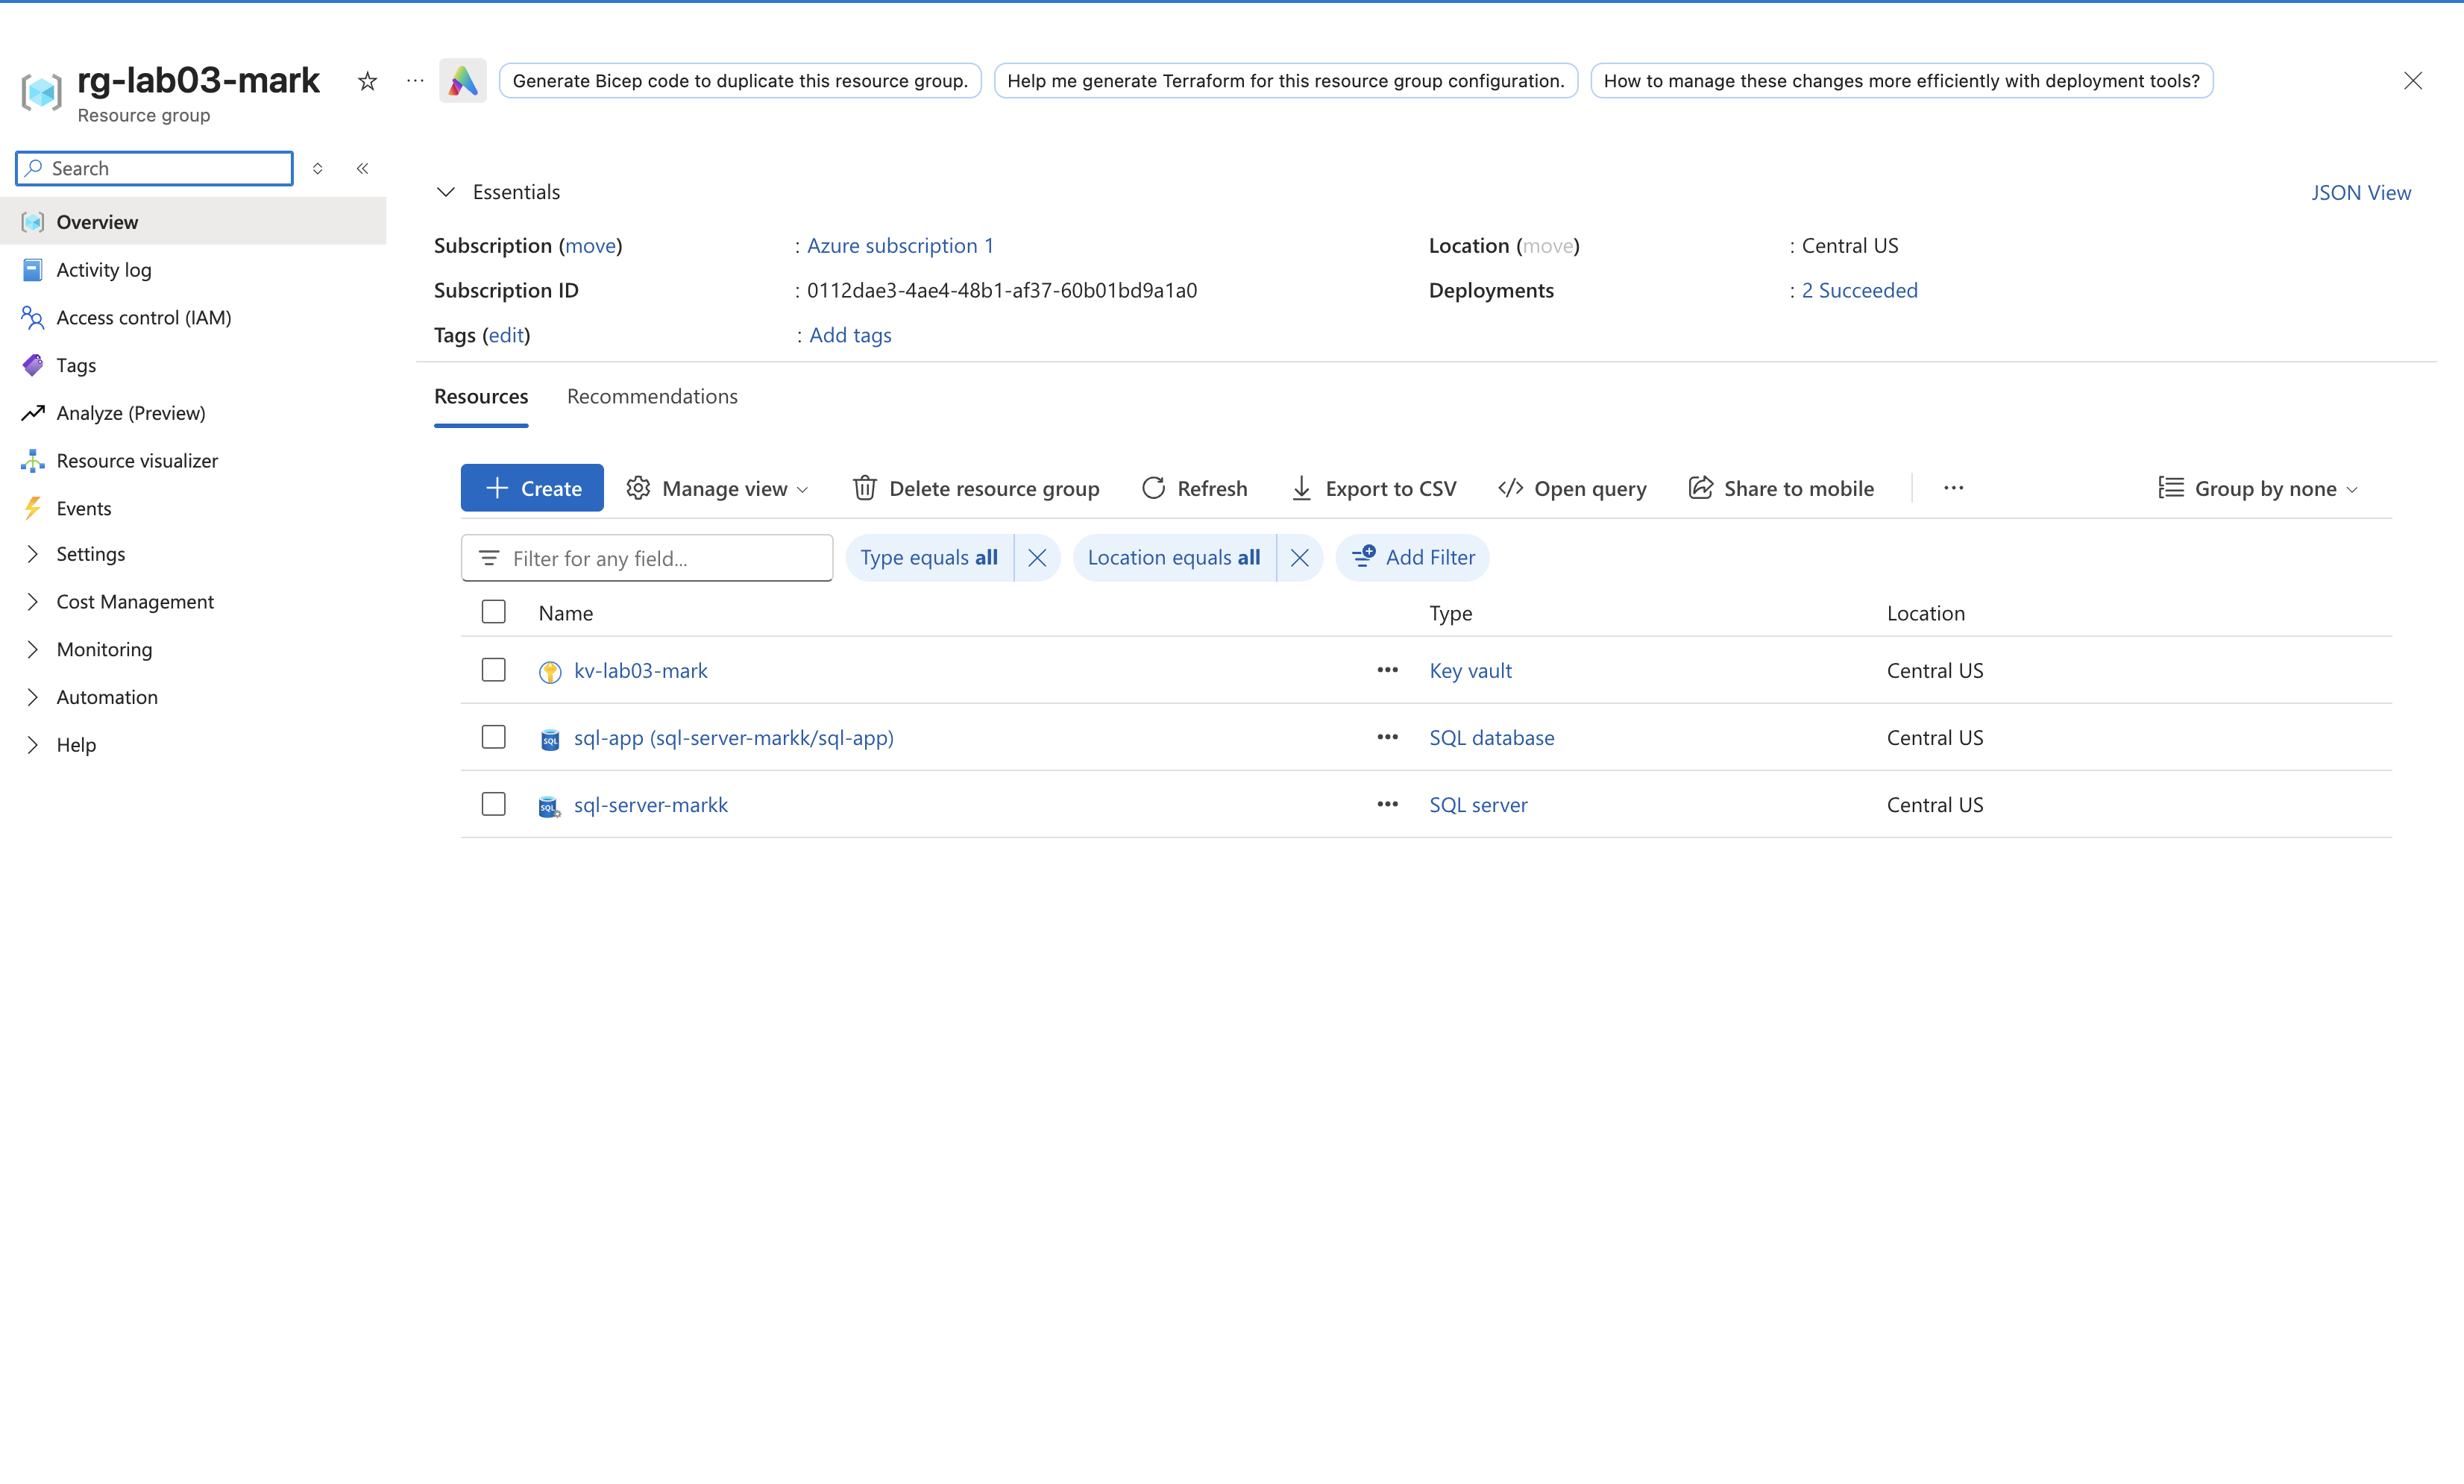 rg-lab03-mark
Resource group
Generate Bicep code to duplicate this resource group.
Help me generate Terraform for this resource group configuration.
How to manage these changes more efficiently with deployment tools?
Search
Overview
Activity log
Access control (IAM)
Tags
Analyze (Preview)
Resource visualizer
Events
Settings
Cost Management
Monitoring
Automation
Help
Essentials
JSON View
Subscription (move) : Azure subscription 1
Location (move) : Central US
Subscription ID : 0112dae3-4ae4-48b1-af37-60b01bd9a1a0
Deployments : 2 Succeeded
Tags (edit) : Add tags
Resources Recommendations
Create Manage view Delete resource group Refresh Export to CSV Open query Share to mobile Group by none
Filter for any field... Type equals all Location equals all Add Filter
Name Type Location
kv-lab03-mark Key vault Central US
SQL sql-app (sql-server-markk/sql-app) SQL database Central US
SQL sql-server-markk SQL server Central US